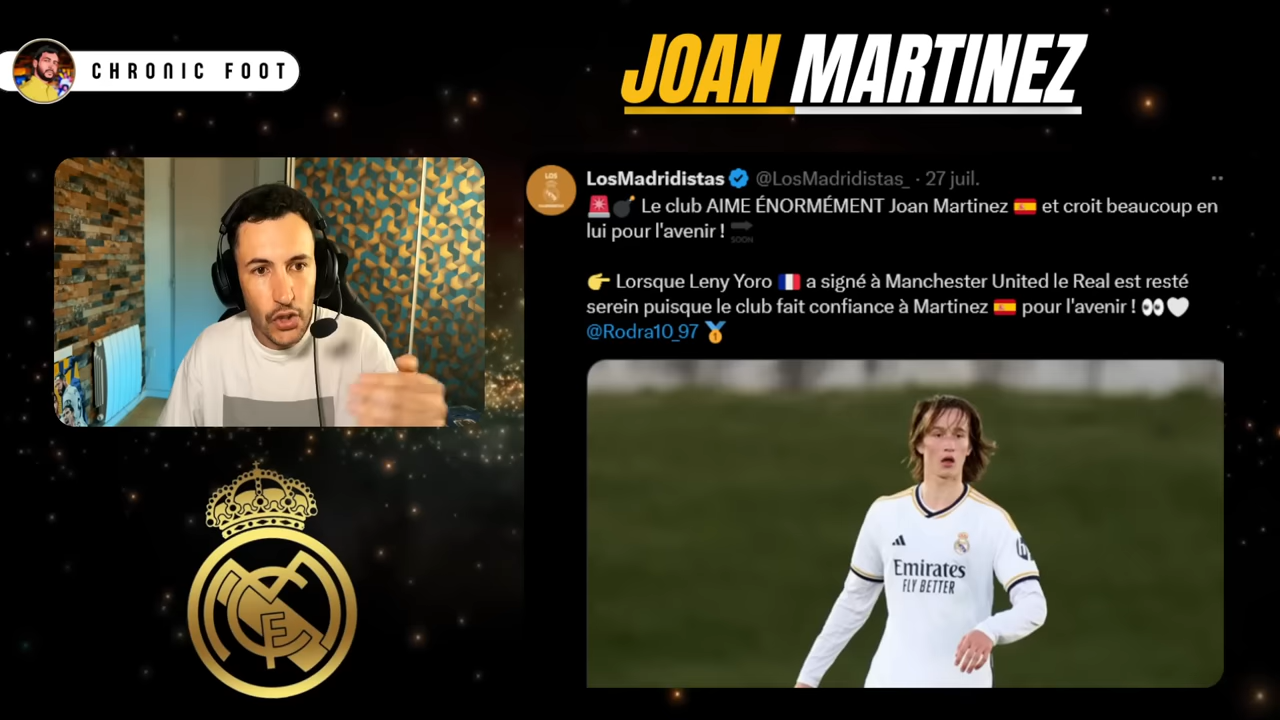 CHRONIC FOOT
JOAN MARTINEZ
LosMadridistas @LosMadridistas_ · 27 juil.
🚨💣 Le club AIME ÉNORMÉMENT Joan Martinez 🇪🇸 et croit beaucoup en
lui pour l'avenir ! 🔜
👉 Lorsque Leny Yoro 🇫🇷 a signé à Manchester United le Real est resté
serein puisque le club fait confiance à Martinez 🇪🇸 pour l'avenir ! 👀🤍
@Rodra10_97 🥇
Emirates
FLY BETTER